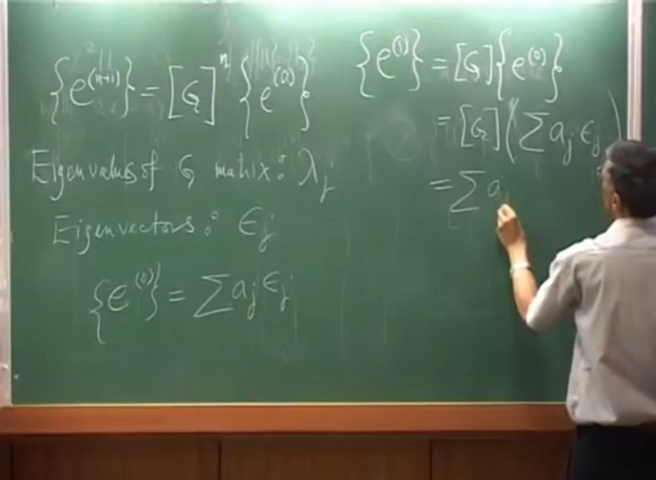 {e^(n+1)} = [G]^n {e^(0)}
Eigenvalues of G matrix: λ_j
Eigenvectors: ϵ_j
{e^(0)} = ∑ a_j ϵ_j
{e^(1)} = [G] {e^(0)}
= [G] (∑ a_j ϵ_j)
= ∑ a